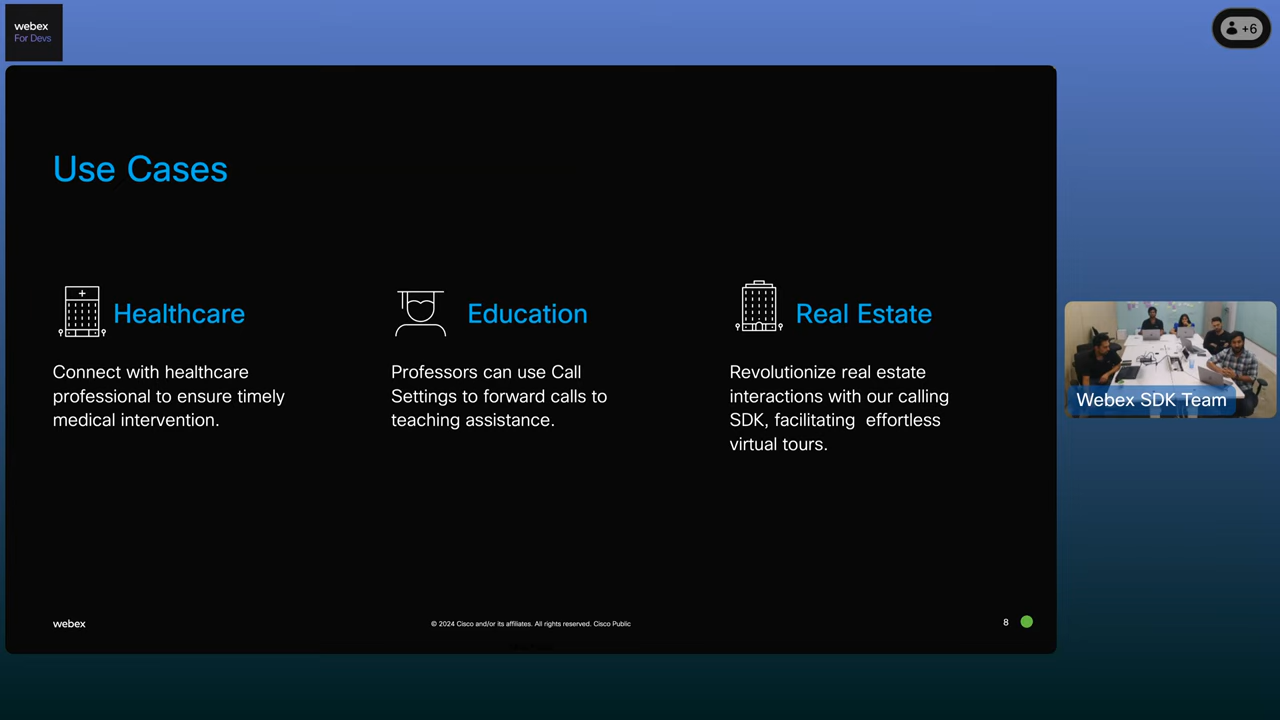 webex
For Devs
+6
Use Cases
Healthcare
Connect with healthcare
professional to ensure timely
medical intervention.
Education
Professors can use Call
Settings to forward calls to
teaching assistance.
Real Estate
Revolutionize real estate
interactions with our calling
SDK, facilitating effortless
virtual tours.
Webex SDK Team
webex
© 2024 Cisco and/or its affiliates. All rights reserved. Cisco Public
8